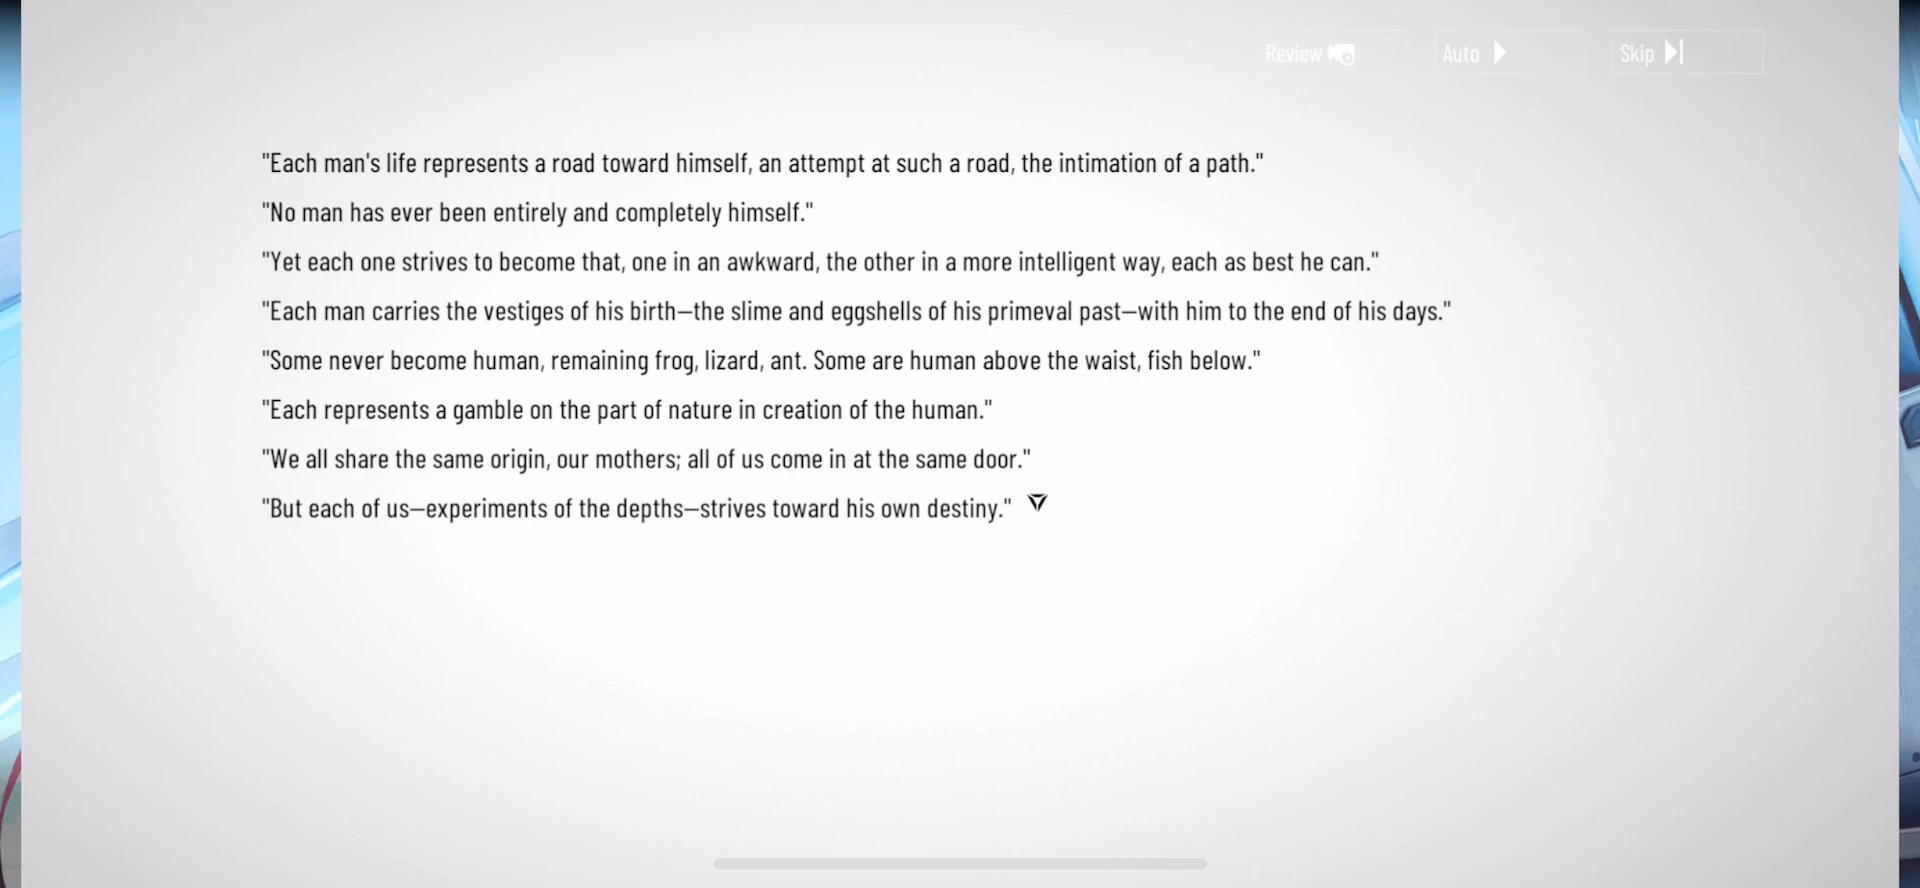 Review Auto Skip
"Each man's life represents a road toward himself, an attempt at such a road, the intimation of a path."
"No man has ever been entirely and completely himself."
"Yet each one strives to become that, one in an awkward, the other in a more intelligent way, each as best he can."
"Each man carries the vestiges of his birth—the slime and eggshells of his primeval past—with him to the end of his days."
"Some never become human, remaining frog, lizard, ant. Some are human above the waist, fish below."
"Each represents a gamble on the part of nature in creation of the human."
"We all share the same origin, our mothers; all of us come in at the same door."
"But each of us—experiments of the depths—strives toward his own destiny."